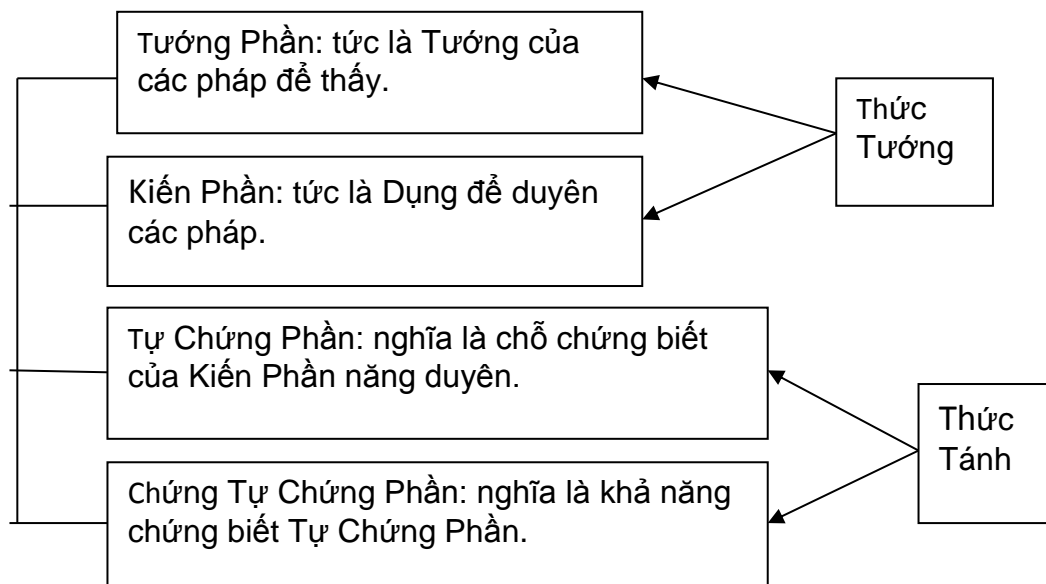 Tướng Phần: tức là Tướng của
các pháp để thấy.
Thức
Tướng
Kiến Phần: tức là Dụng để duyên
các pháp.
Tự Chứng Phần: nghĩa là chỗ chứng biết
của Kiến Phần năng duyên.
Thức
Tánh
Chứng Tự Chứng Phần: nghĩa là khả năng
chứng biết Tự Chứng Phần.